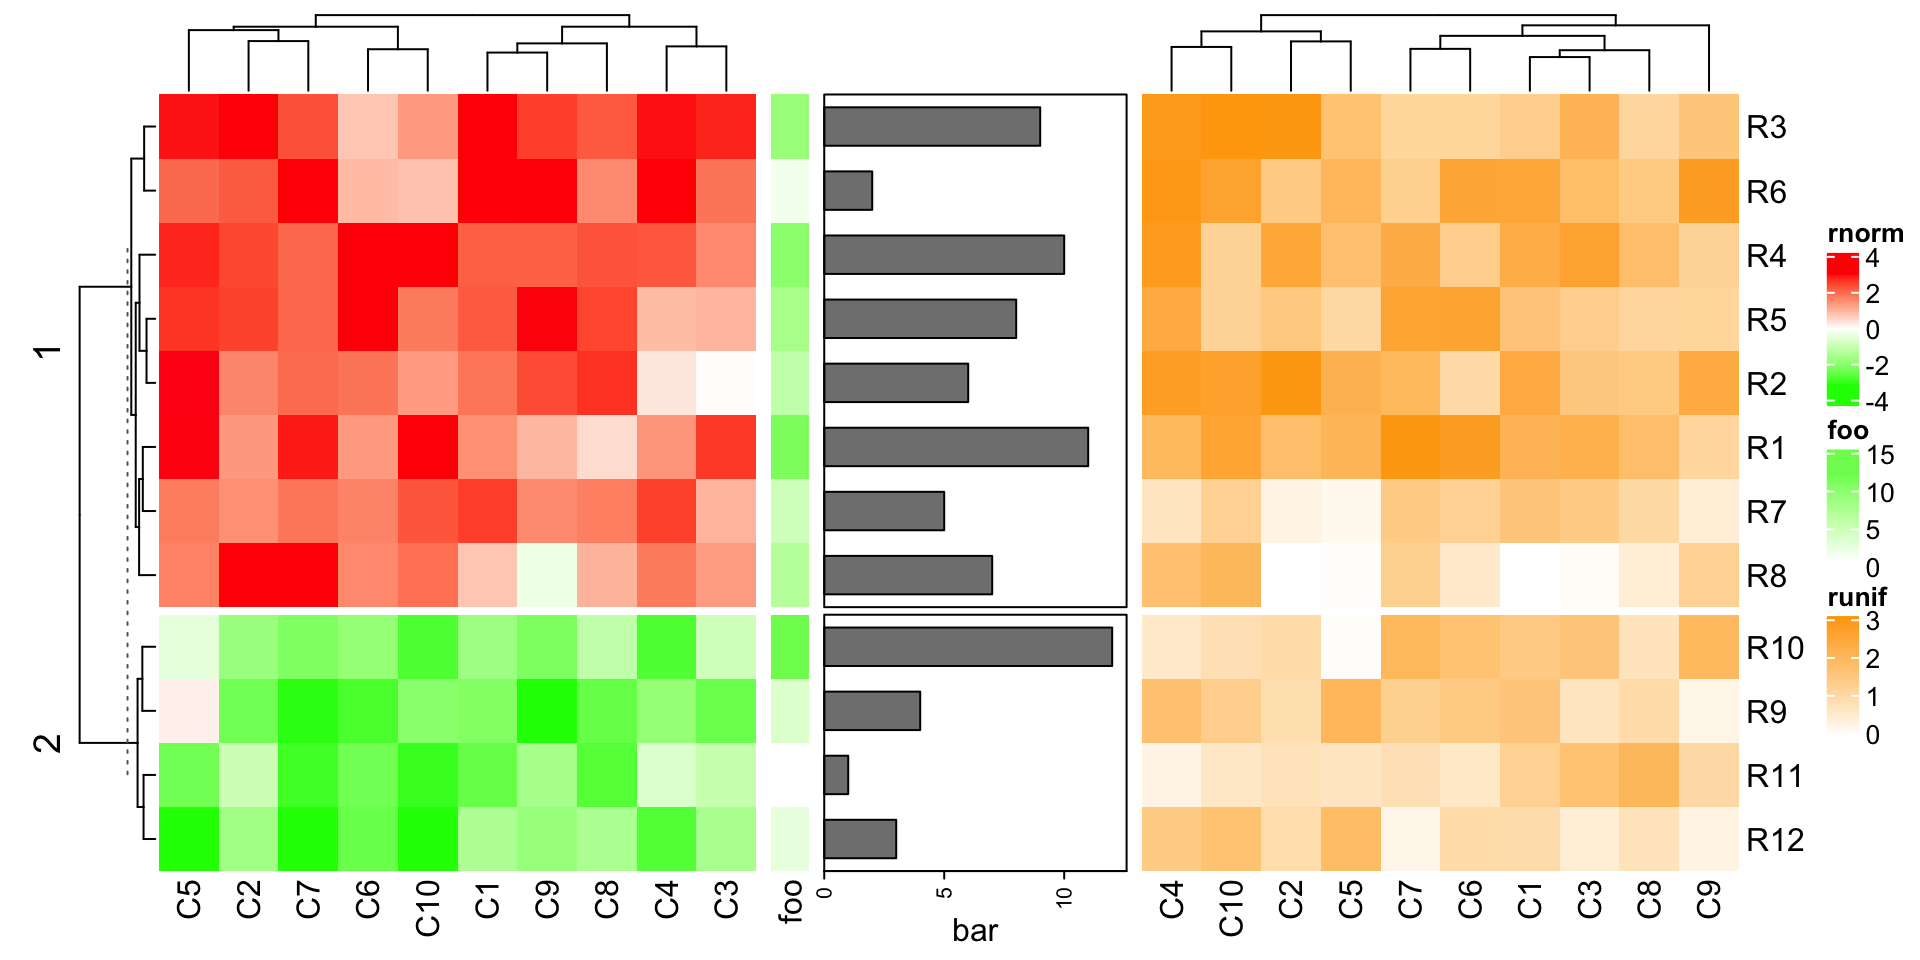 1
2
R3
R6
R4
R5
R2
R1
R7
R8
R10
R9
R11
R12
C5 C2 C7 C6 C10 C1 C9 C8 C4 C3
foo
0 5 10
bar
C4 C10 C2 C5 C7 C6 C1 C3 C8 C9
rnorm
4
2
0
-2
-4
foo
15
10
5
0
runif
3
2
1
0